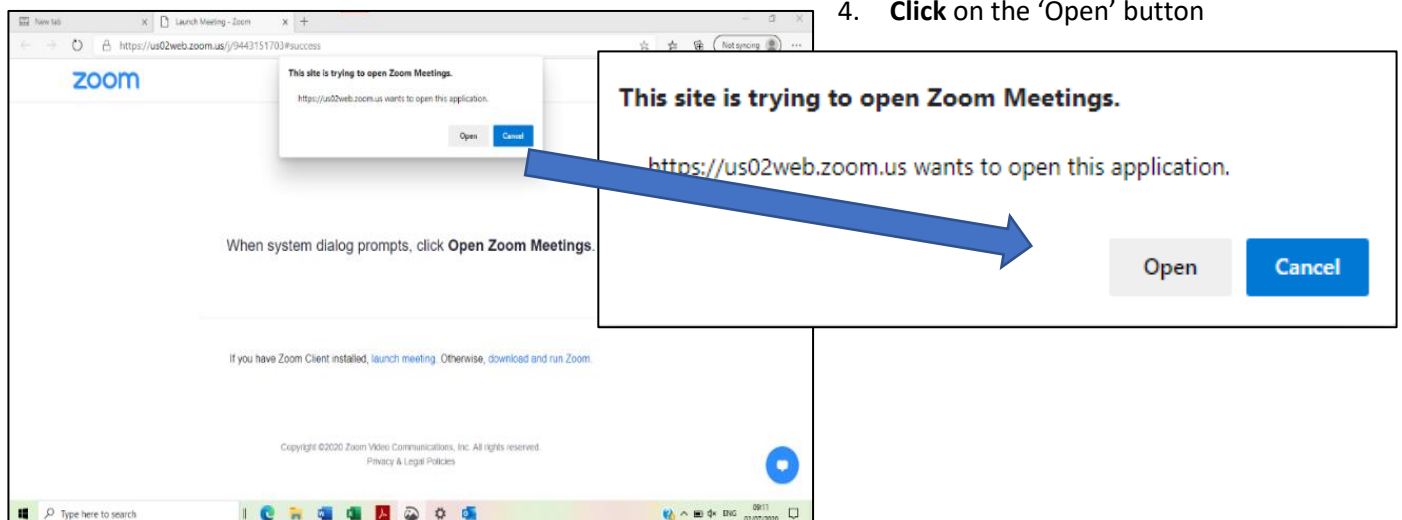 4. Click on the ‘Open’ button
New tab
Launch Meeting - Zoom
https://us02web.zoom.us/j/9443151703#success
Not syncing
zoom
This site is trying to open Zoom Meetings.
https://us02web.zoom.us wants to open this application.
Open Cancel
This site is trying to open Zoom Meetings.
https://us02web.zoom.us wants to open this application.
Open Cancel
When system dialog prompts, click Open Zoom Meetings.
If you have Zoom Client installed, launch meeting. Otherwise, download and run Zoom.
Copyright ©2020 Zoom Video Communications, Inc. All rights reserved.
Privacy & Legal Policies
Type here to search
ENG
09:11
02/07/2020